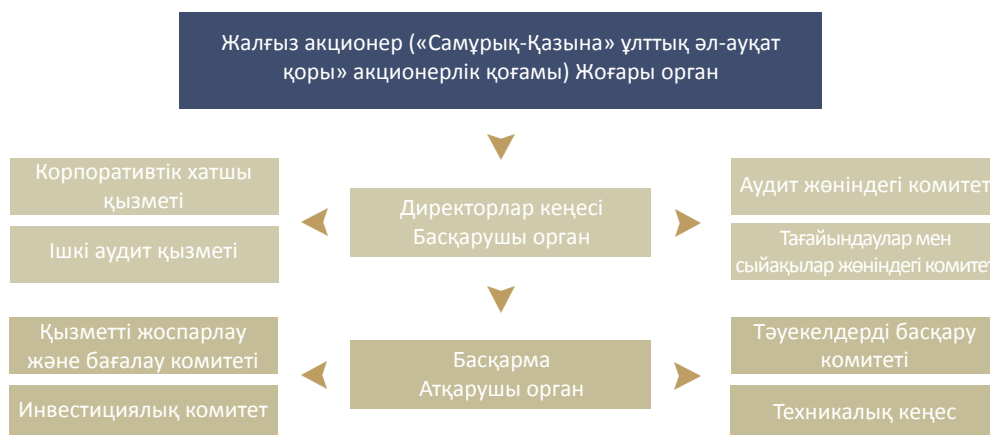 Жалғыз акционер («Самұрық-Қазына» ұлттық әл-ауқат
қоры» акционерлік қоғамы) Жоғары орган
Корпоративтік хатшы
қызметі
Ішкі аудит қызметі
Директорлар кеңесі
Басқарушы орган
Аудит жөніндегі комитет
Тағайындаулар мен
сыйақылар жөніндегі комитет
Қызметті жоспарлау
және бағалау комитеті
Инвестициялық комитет
Басқарма
Атқарушы орган
Тәуекелдерді басқару
комитеті
Техникалық кеңес